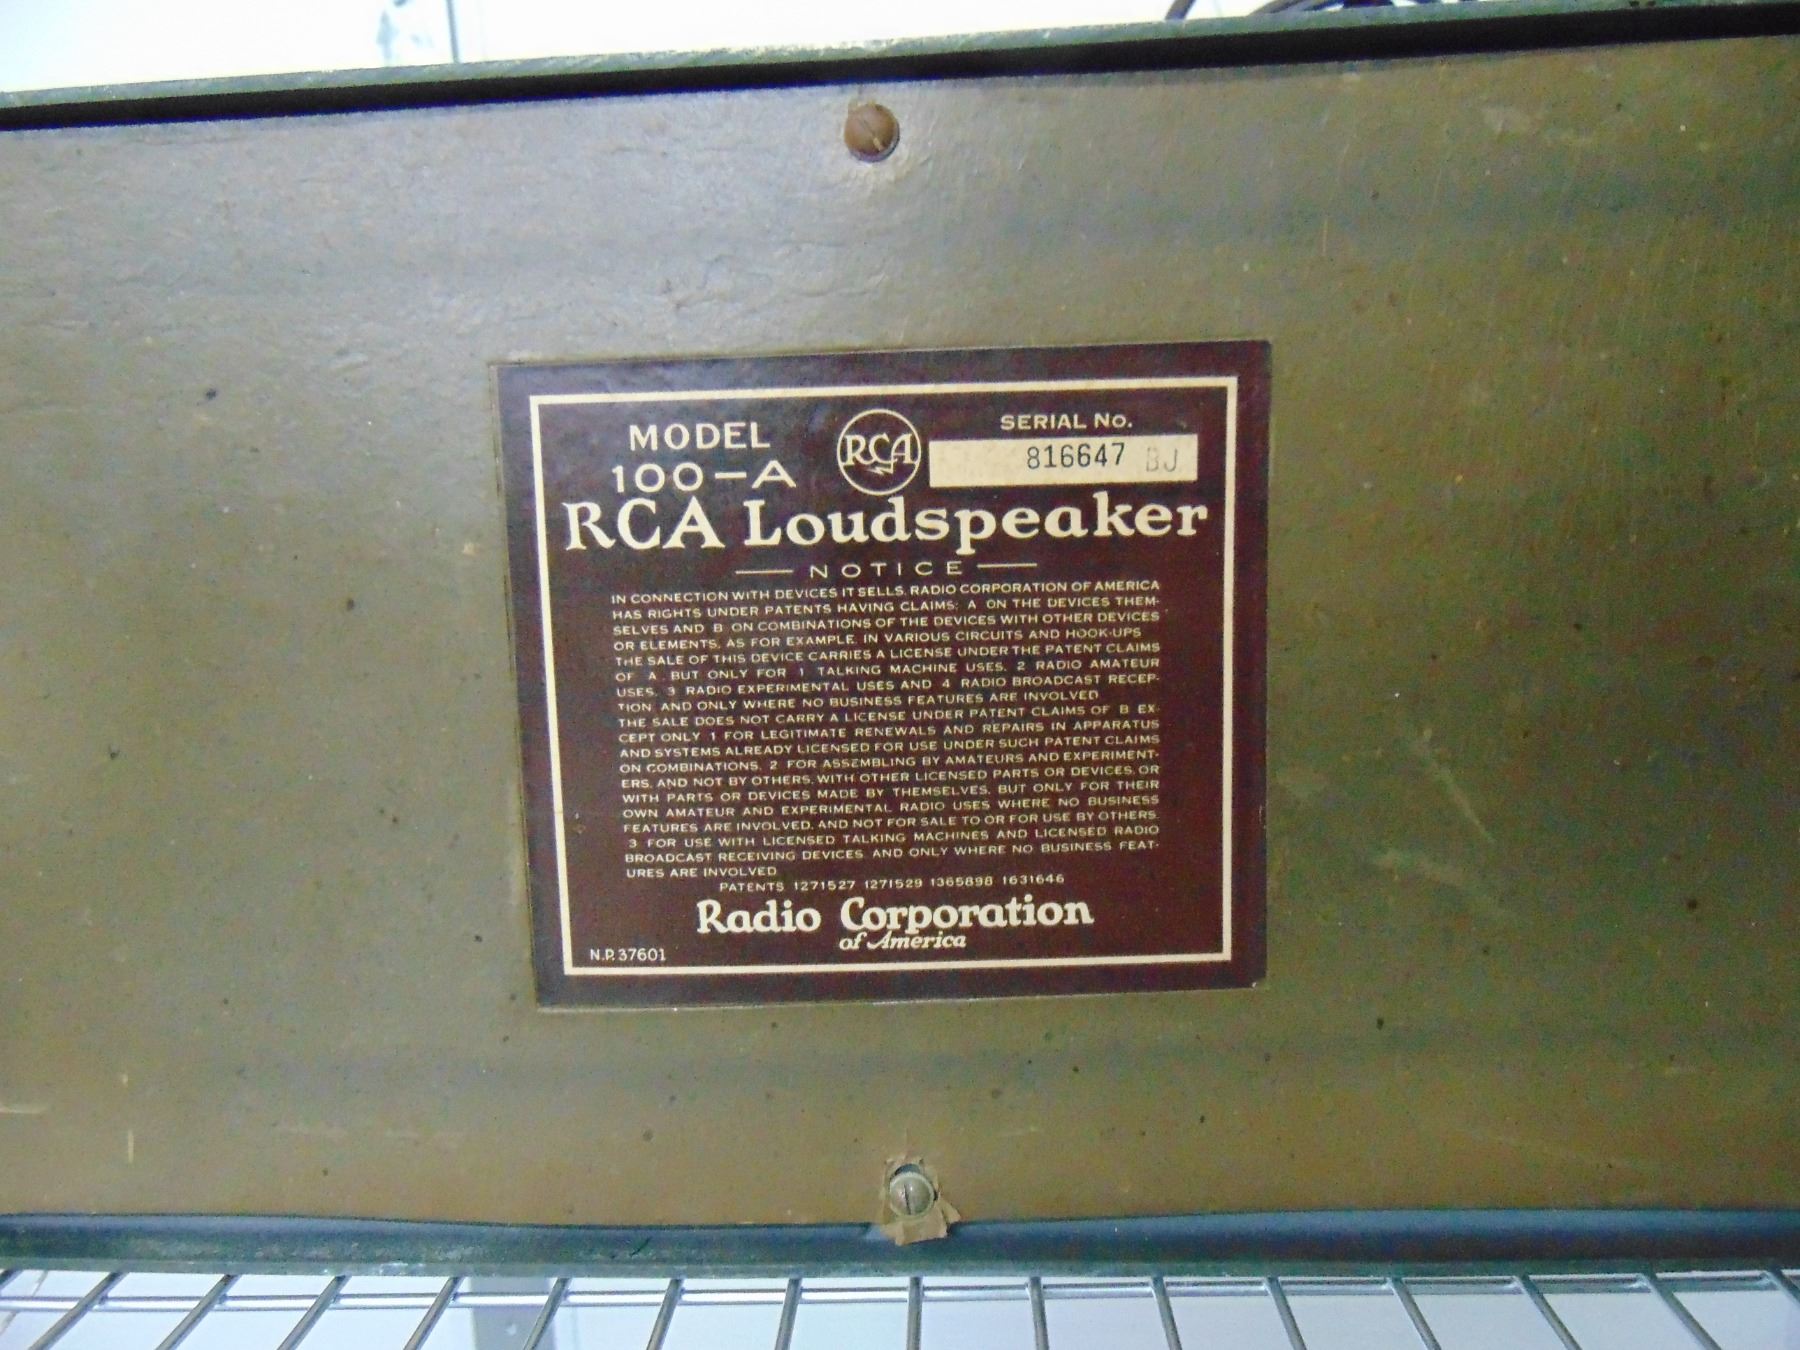 MODEL
100-A
RCA
SERIAL No.
816647 BJ
RCA Loudspeaker
NOTICE
IN CONNECTION WITH DEVICES IT SELLS, RADIO CORPORATION OF AMERICA
HAS RIGHTS UNDER PATENTS HAVING CLAIMS: A ON THE DEVICES THEM-
SELVES AND B ON COMBINATIONS OF THE DEVICES WITH OTHER DEVICES
OR ELEMENTS, AS FOR EXAMPLE, IN VARIOUS CIRCUITS AND HOOK-UPS
THE SALE OF THIS DEVICE CARRIES A LICENSE UNDER THE PATENT CLAIMS
OF A, BUT ONLY FOR 1 TALKING MACHINE USES, 2 RADIO AMATEUR
USES, 3 RADIO EXPERIMENTAL USES AND 4 RADIO BROADCAST RECEP-
TION AND ONLY WHERE NO BUSINESS FEATURES ARE INVOLVED
THE SALE DOES NOT CARRY A LICENSE UNDER PATENT CLAIMS OF B EX-
CEPT ONLY 1 FOR LEGITIMATE RENEWALS AND REPAIRS IN APPARATUS
AND SYSTEMS ALREADY LICENSED FOR USE UNDER SUCH PATENT CLAIMS
ON COMBINATIONS, 2 FOR ASSEMBLING BY AMATEURS AND EXPERIMENT-
ERS, AND NOT BY OTHERS, WITH OTHER LICENSED PARTS OR DEVICES, OR
WITH PARTS OR DEVICES MADE BY THEMSELVES, BUT ONLY FOR THEIR
OWN AMATEUR AND EXPERIMENTAL RADIO USES WHERE NO BUSINESS
FEATURES ARE INVOLVED, AND NOT FOR SALE TO OR FOR USE BY OTHERS
3 FOR USE WITH LICENSED TALKING MACHINES AND LICENSED RADIO
BROADCAST RECEIVING DEVICES AND ONLY WHERE NO BUSINESS FEAT-
URES ARE INVOLVED
PATENTS 1271527 1271529 1365898 1631646
Radio Corporation
of America
N.P. 37601